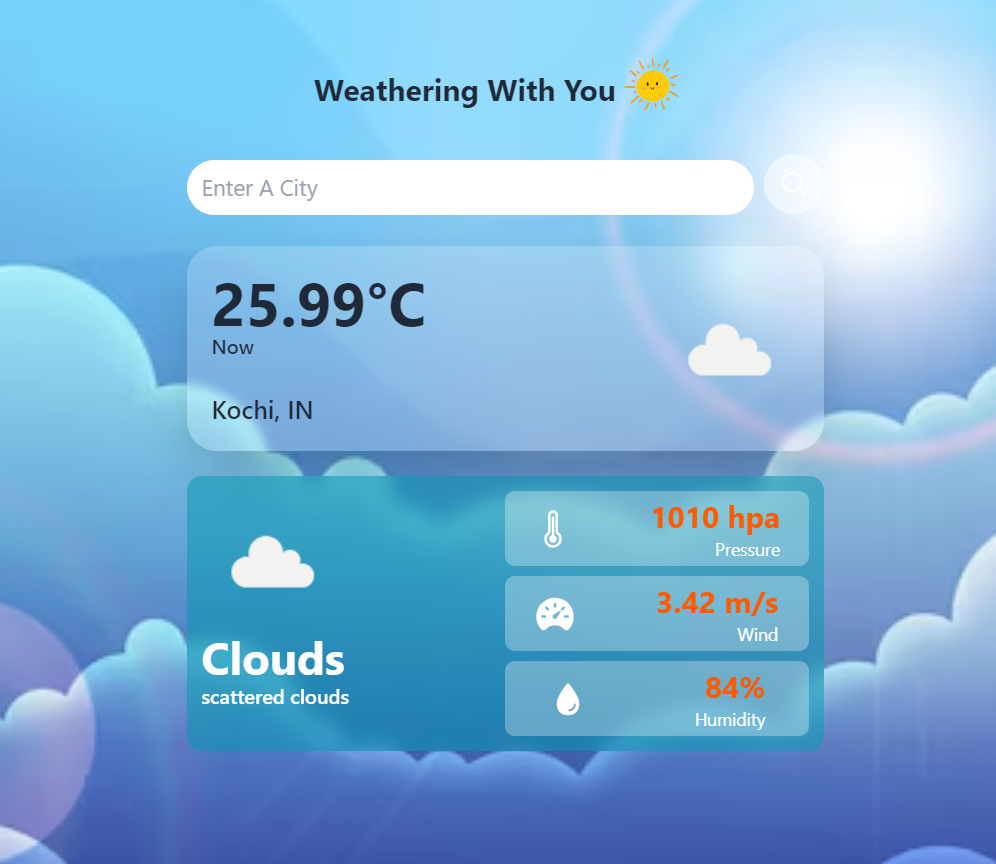 Weathering With You
Enter A City
25.99°C
Now
Kochi, IN
Clouds
scattered clouds
1010 hpa
Pressure
3.42 m/s
Wind
84%
Humidity